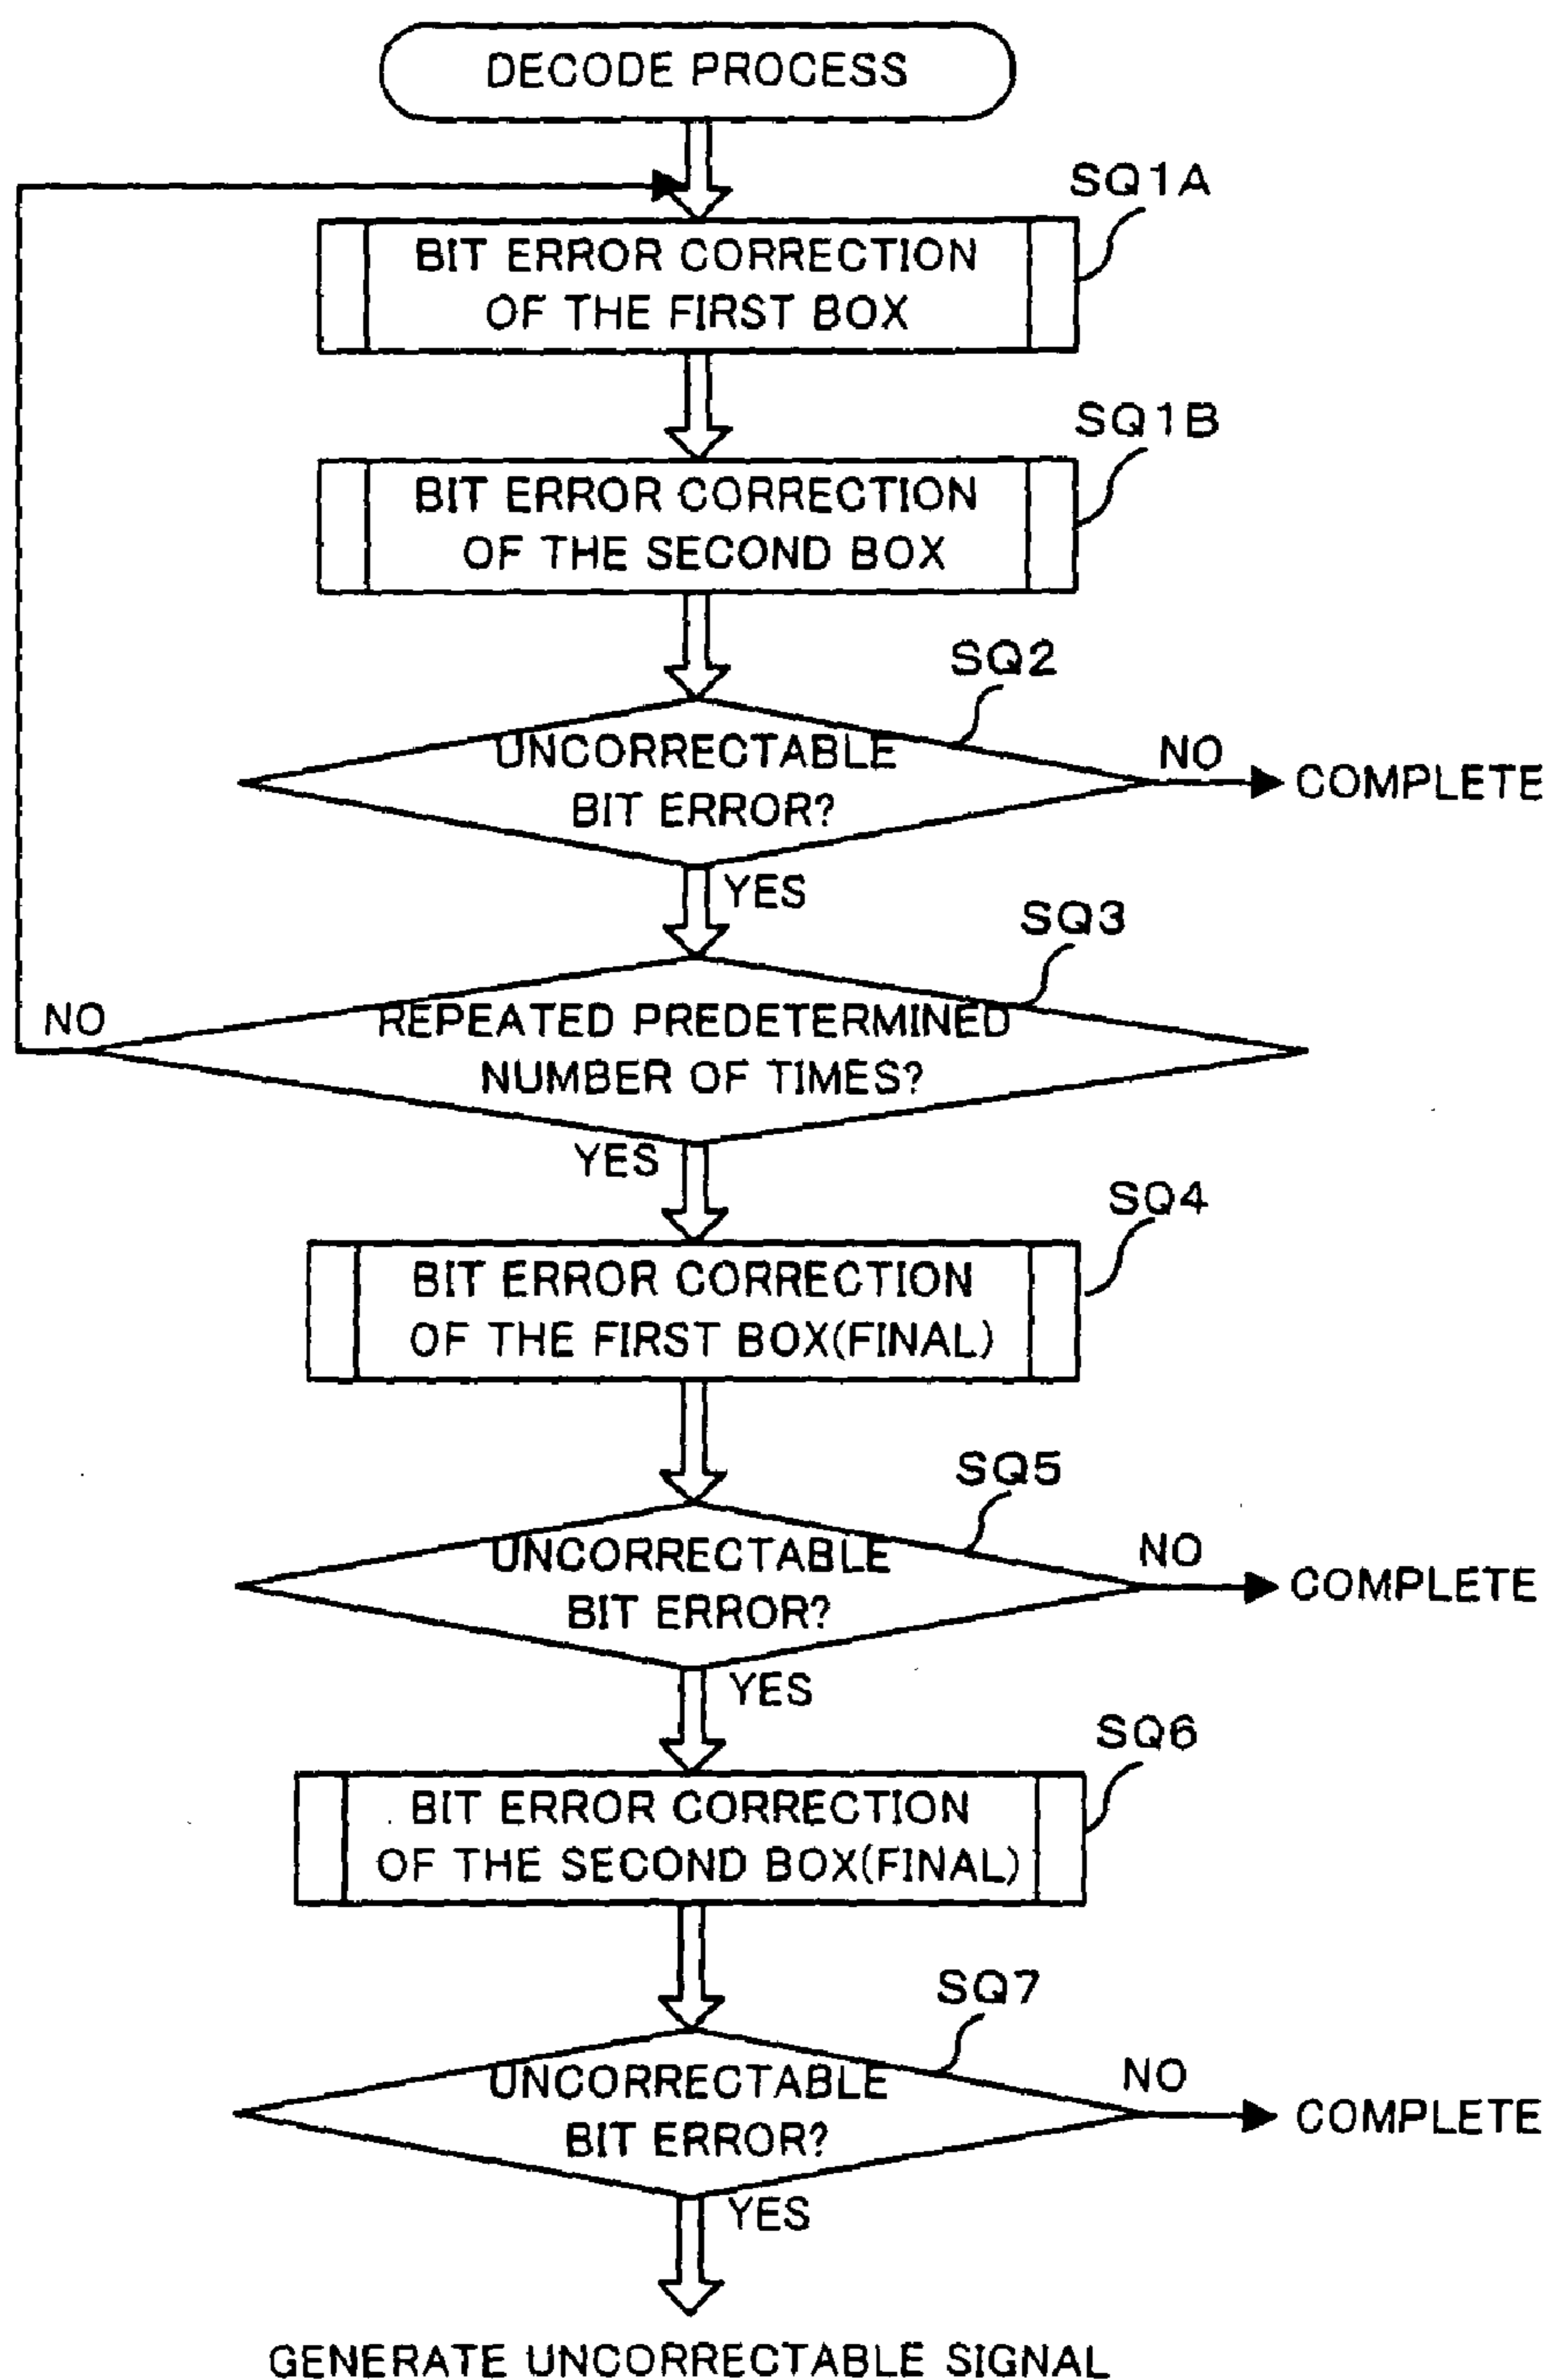 DECODE PROCESS
SQ1A
BIT ERROR CORRECTION
OF THE FIRST BOX
SQ1B
BIT ERROR CORRECTION
OF THE SECOND BOX
SQ2
UNCORRECTABLE
BIT ERROR?
NO
COMPLETE
YES
SQ3
NO
REPEATED PREDETERMINED
NUMBER OF TIMES?
YES
SQ4
BIT ERROR CORRECTION
OF THE FIRST BOX(FINAL)
SQ5
UNCORRECTABLE
BIT ERROR?
NO
COMPLETE
YES
SQ6
BIT ERROR CORRECTION
OF THE SECOND BOX(FINAL)
SQ7
UNCORRECTABLE
BIT ERROR?
NO
COMPLETE
YES
GENERATE UNCORRECTABLE SIGNAL